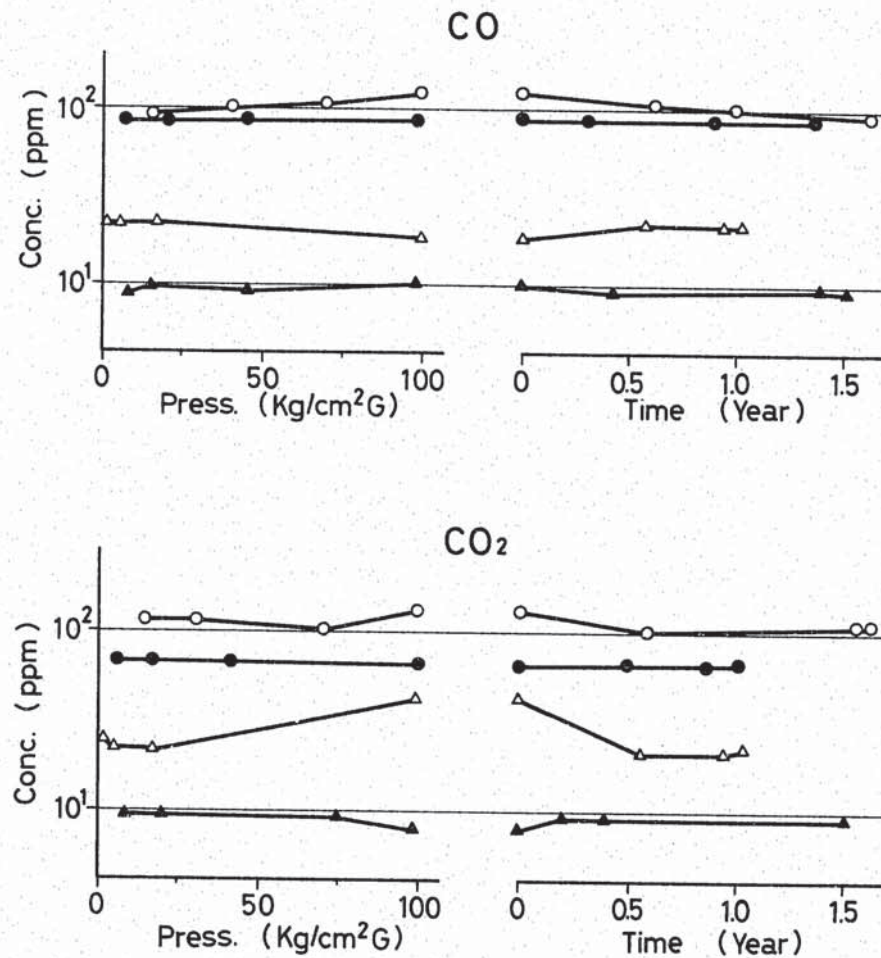 CO
Conc. (ppm)
10²
10¹
0 50 100
Press. (Kg/cm²G)
0 0.5 1.0 1.5
Time (Year)
CO₂
Conc. (ppm)
10²
10¹
0 50 100
Press. (Kg/cm²G)
0 0.5 1.0 1.5
Time (Year)